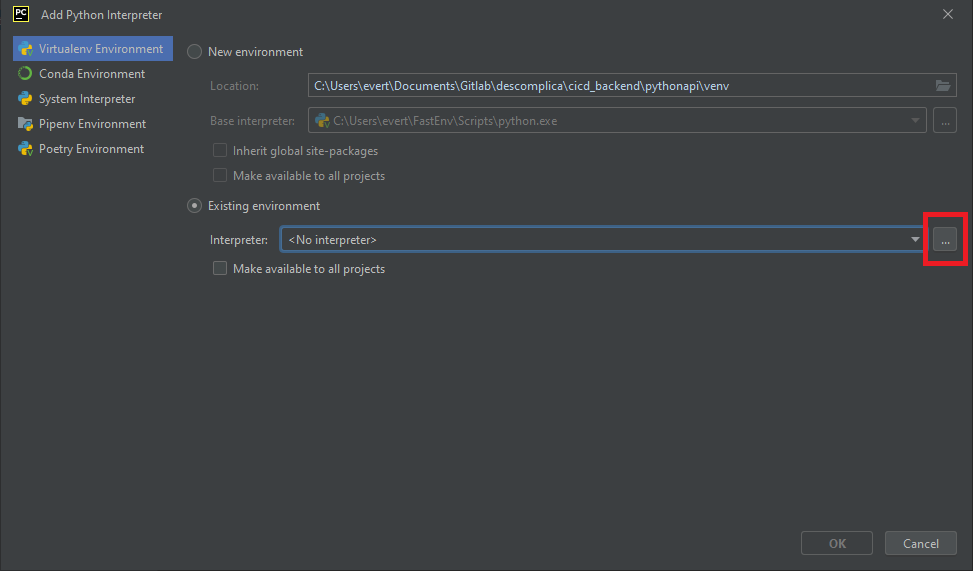 PC Add Python Interpreter
Virtualenv Environment
Conda Environment
System Interpreter
Pipenv Environment
Poetry Environment
New environment
Location: C:\Users\evert\Documents\Gitlab\descomplica\cicd_backend\pythonapi\venv
Base interpreter: C:\Users\evert\FastEnv\Scripts\python.exe ...
Inherit global site-packages
Make available to all projects
Existing environment
Interpreter: <No interpreter> ...
Make available to all projects
OK Cancel